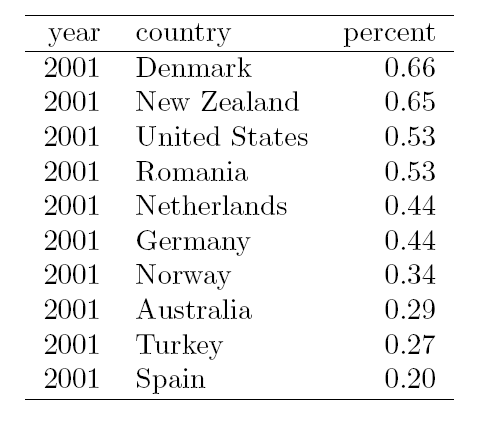 year country percent
2001 Denmark 0.66
2001 New Zealand 0.65
2001 United States 0.53
2001 Romania 0.53
2001 Netherlands 0.44
2001 Germany 0.44
2001 Norway 0.34
2001 Australia 0.29
2001 Turkey 0.27
2001 Spain 0.20